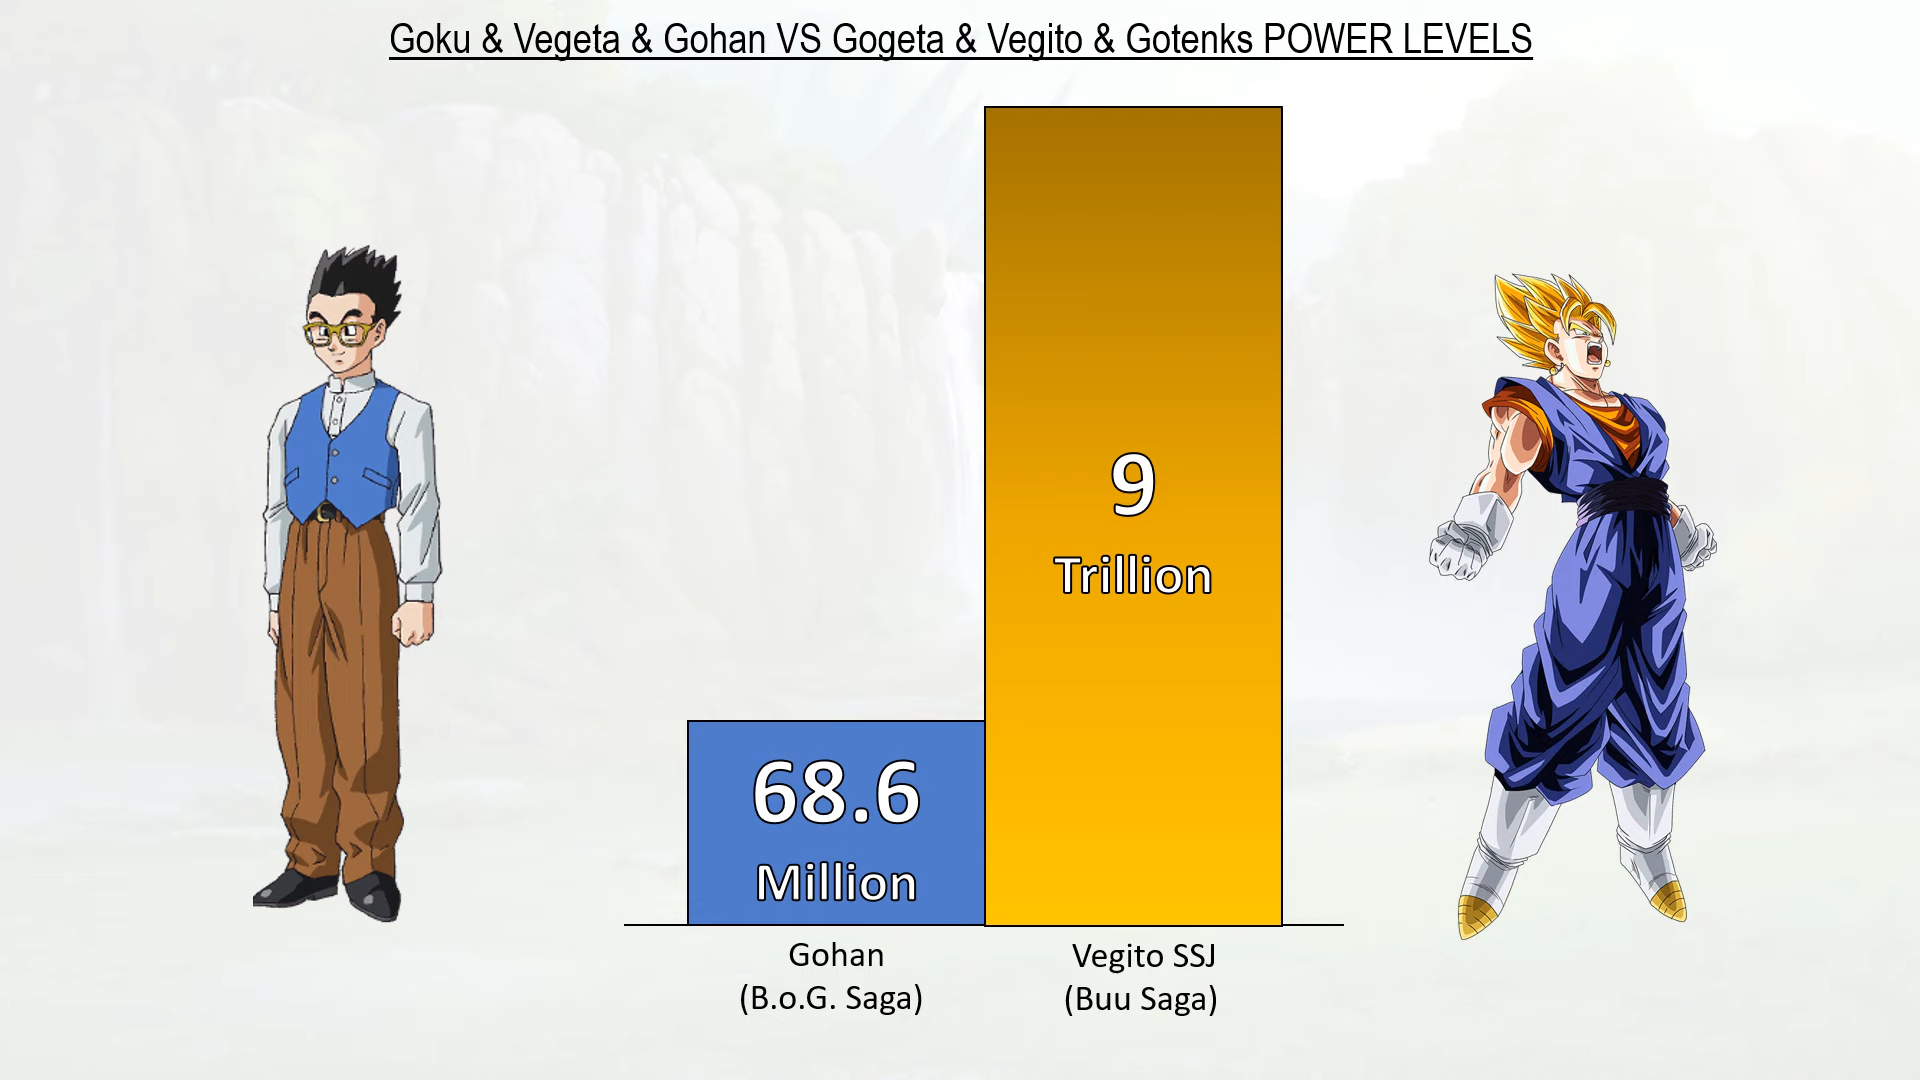 Goku & Vegeta & Gohan VS Gogeta & Vegito & Gotenks POWER LEVELS
9
Trillion
68.6
Million
Gohan
(B.o.G. Saga)
Vegito SSJ
(Buu Saga)